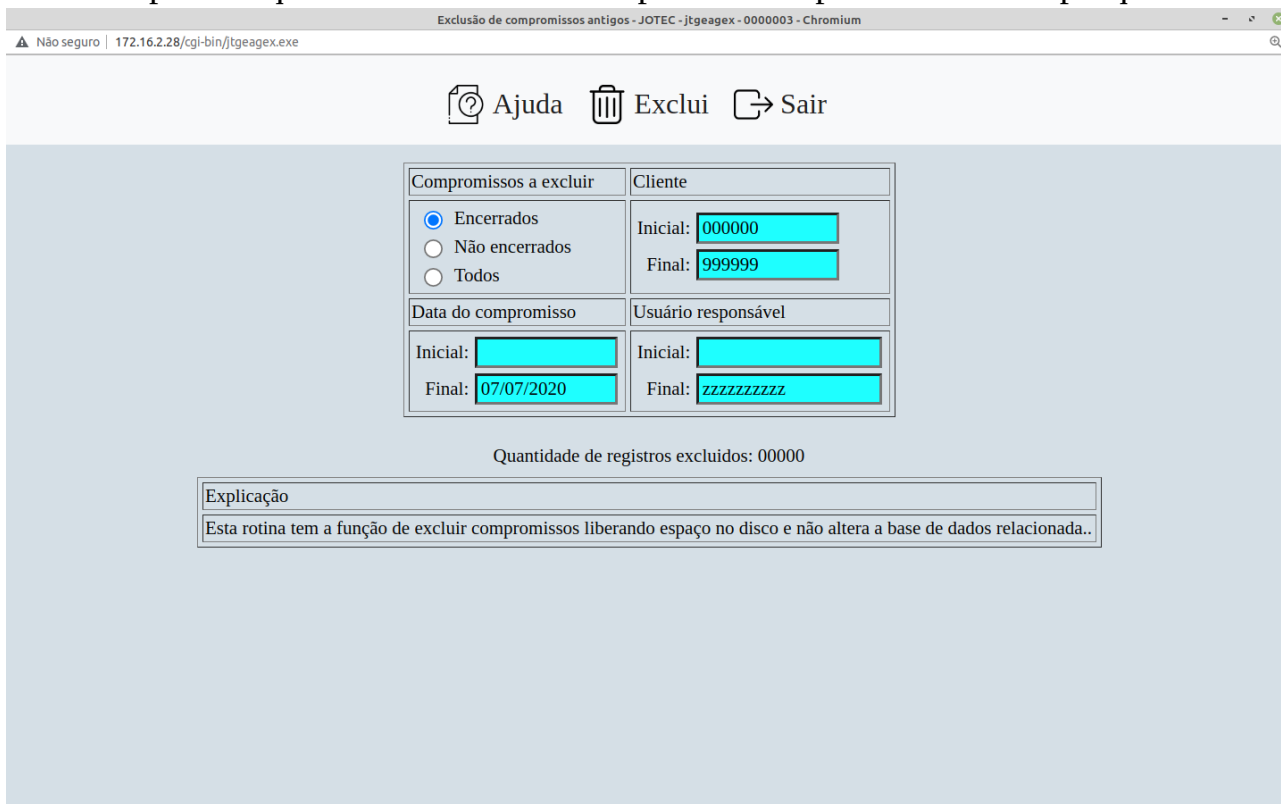 Exclusão de compromissos antigos - JOTEC - jtgeagex - 0000003 - Chromium
Não seguro | 172.16.2.28/cgi-bin/jtgeagex.exe
Ajuda Exclui Sair
Compromissos a excluir Cliente
Encerrados
Não encerrados
Todos
Inicial: 000000
Final: 999999
Data do compromisso Usuário responsável
Inicial: Inicial:
Final: 07/07/2020 Final: zzzzzzzzzz
Quantidade de registros excluidos: 00000
Explicação
Esta rotina tem a função de excluir compromissos liberando espaço no disco e não altera a base de dados relacionada..